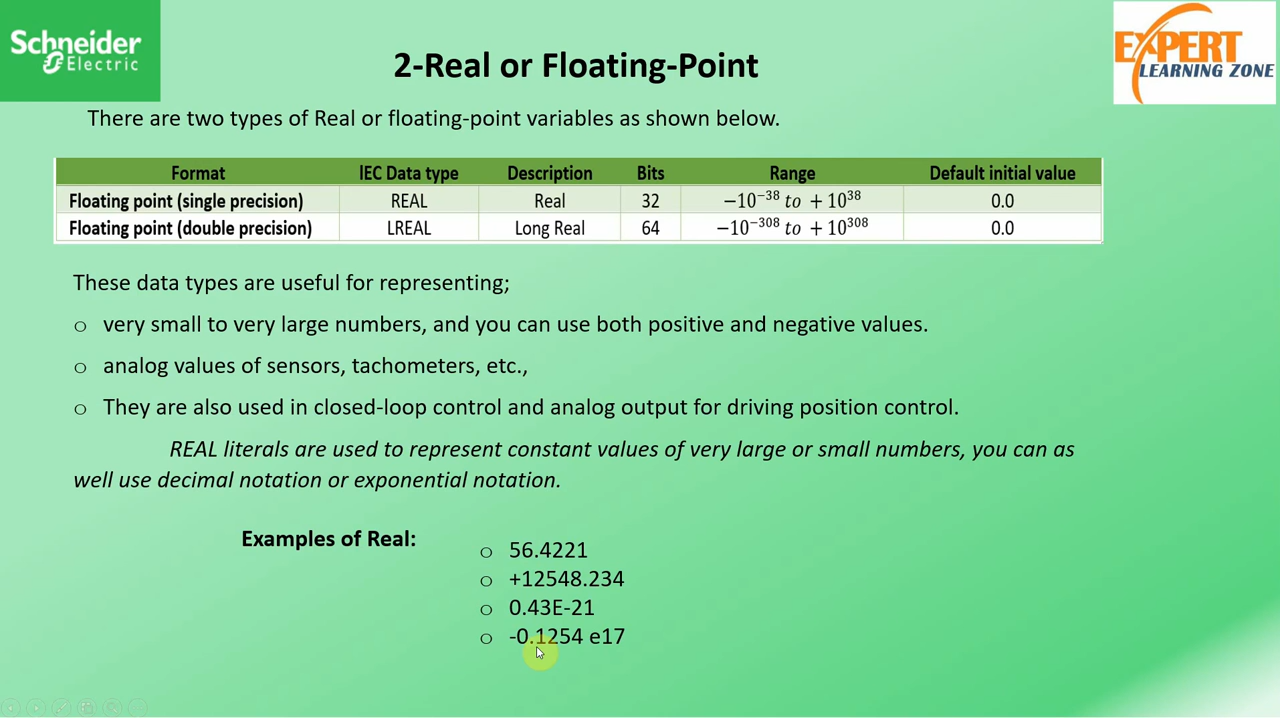 Schneider
Electric
2-Real or Floating-Point
EXPERT
LEARNING ZONE
There are two types of Real or floating-point variables as shown below.
Format IEC Data type Description Bits Range Default initial value
Floating point (single precision) REAL Real 32 −10⁻³⁸ to + 10³⁸ 0.0
Floating point (double precision) LREAL Long Real 64 −10⁻³⁰⁸ to + 10³⁰⁸ 0.0
These data types are useful for representing;
o very small to very large numbers, and you can use both positive and negative values.
o analog values of sensors, tachometers, etc.,
o They are also used in closed-loop control and analog output for driving position control.
REAL literals are used to represent constant values of very large or small numbers, you can as
well use decimal notation or exponential notation.
Examples of Real:
o 56.4221
o +12548.234
o 0.43E-21
o -0.1254 e17